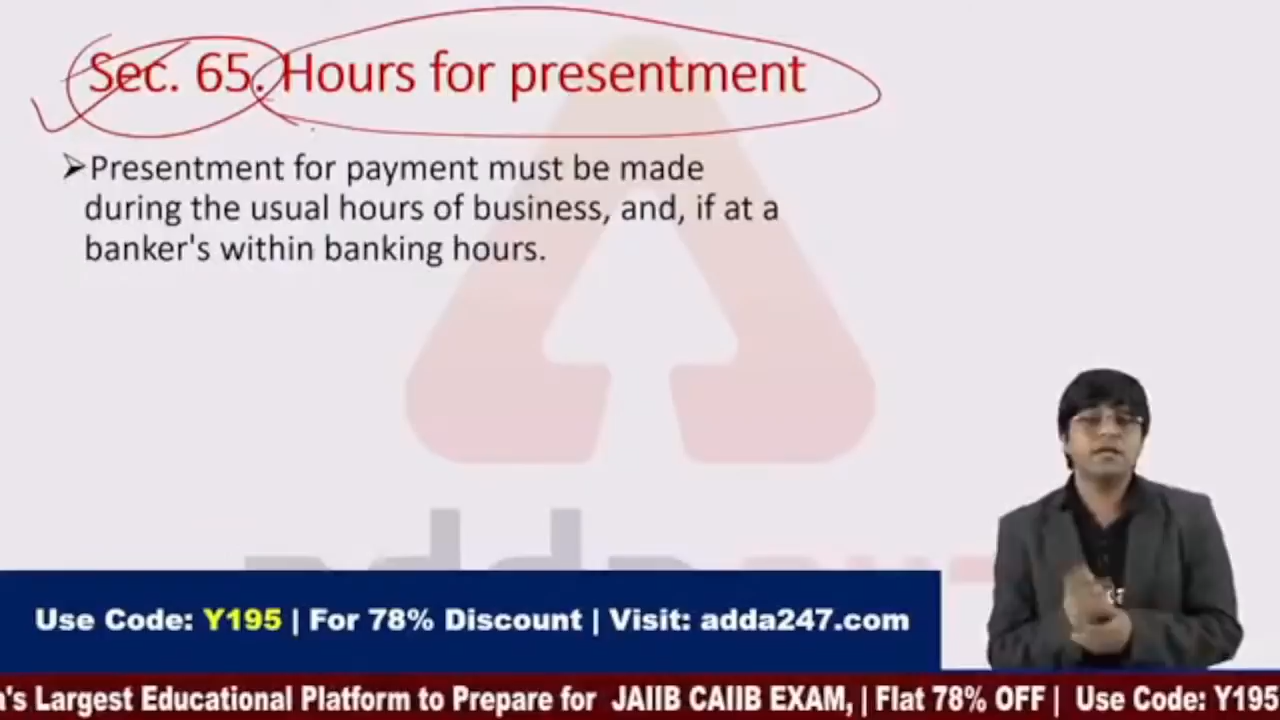 Sec. 65. Hours for presentment
➢Presentment for payment must be made
during the usual hours of business, and, if at a
banker's within banking hours.
Use Code: Y195 | For 78% Discount | Visit: adda247.com
a's Largest Educational Platform to Prepare for JAIIB CAIIB EXAM, | Flat 78% OFF | Use Code: Y195